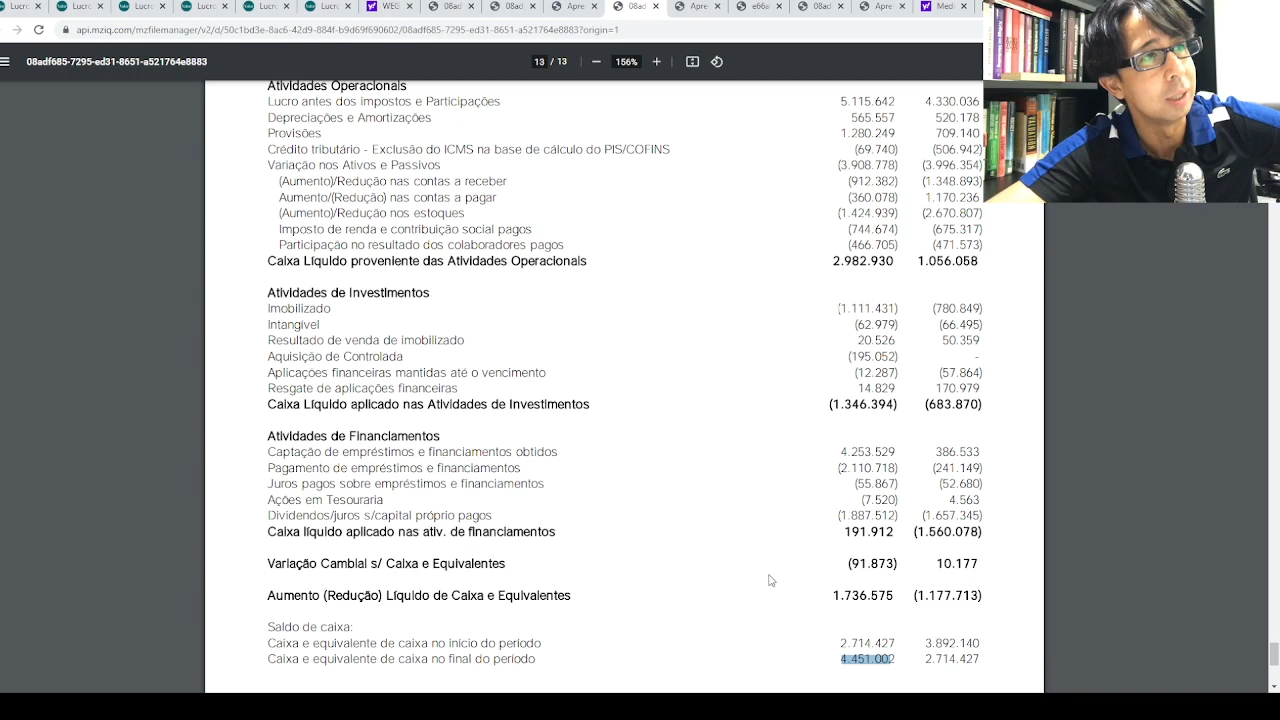 Lucro
Lucro
Lucro
Lucro
Lucro
Lucro
WEG
08ad
08ad
Apre
08ad
Apre
e66a
08ad
Apre
api.mziq.com/mzfilemanager/v2/d/50c1bd3e-8ac6-42d9-884f-b9d69f690602/08adf685-7295-ed31-8651-a521764e8883?origin=1
08adf685-7295-ed31-8651-a521764e8883 13 / 13 156%
Atividades Operacionais
Lucro antes dos impostos e Participações 5.115.642 4.330.036
Depreciações e Amortizações 565.557 520.178
Provisões 1.280.249 709.140
Crédito tributário - Exclusão do ICMS na base de cálculo do PIS/COFINS (69.740) (506.942)
Variação nos Ativos e Passivos (3.908.778) (3.996.354)
(Aumento)/Redução nas contas a receber (912.382) (1.348.893)
Aumento/(Redução) nas contas a pagar (360.078) 1.170.236
(Aumento)/Redução nos estoques (1.424.939) (2.670.807)
Imposto de renda e contribuição social pagos (744.674) (675.317)
Participação no resultado dos colaboradores pagos (466.705) (471.573)
Caixa Líquido proveniente das Atividades Operacionais 2.982.930 1.056.058
Atividades de Investimentos
Imobilizado (1.111.431) (780.849)
Intangível (62.979) (66.495)
Resultado de venda de imobilizado 20.526 50.359
Aquisição de Controlada (195.052) -
Aplicações financeiras mantidas até o vencimento (12.287) (57.864)
Resgate de aplicações financeiras 14.829 170.979
Caixa Líquido aplicado nas Atividades de Investimentos (1.346.394) (683.870)
Atividades de Financiamentos
Captação de empréstimos e financiamentos obtidos 4.253.529 386.533
Pagamento de empréstimos e financiamentos (2.110.718) (241.149)
Juros pagos sobre empréstimos e financiamentos (55.867) (52.680)
Ações em Tesouraria (7.520) 4.563
Dividendos/juros s/capital próprio pagos (1.887.512) (1.657.345)
Caixa líquido aplicado nas ativ. de financiamentos 191.912 (1.560.078)
Variação Cambial s/ Caixa e Equivalentes (91.873) 10.177
Aumento (Redução) Líquido de Caixa e Equivalentes 1.736.575 (1.177.713)
Saldo de caixa:
Caixa e equivalente de caixa no início do período 2.714.427 3.892.140
Caixa e equivalente de caixa no final do período 4.451.002 2.714.427